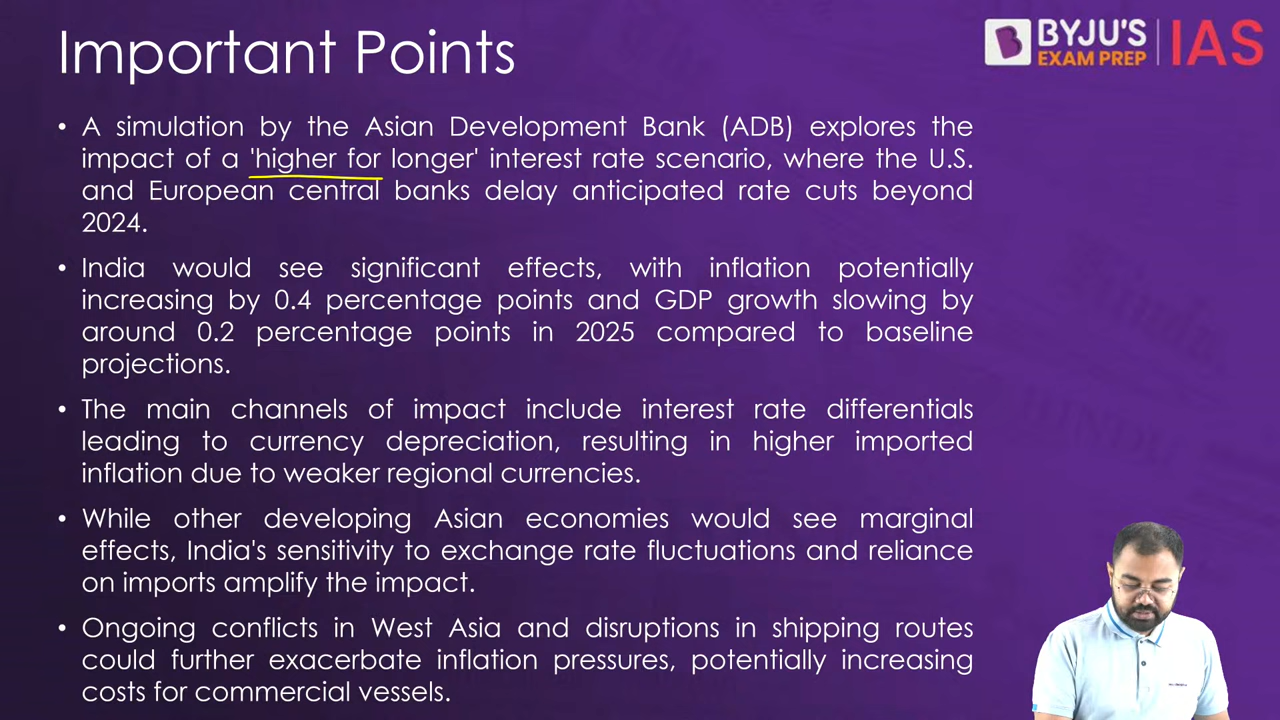 Important Points
BYJU'S
EXAM PREP
IAS
• A simulation by the Asian Development Bank (ADB) explores the
impact of a 'higher for longer' interest rate scenario, where the U.S.
and European central banks delay anticipated rate cuts beyond
2024.
• India would see significant effects, with inflation potentially
increasing by 0.4 percentage points and GDP growth slowing by
around 0.2 percentage points in 2025 compared to baseline
projections.
• The main channels of impact include interest rate differentials
leading to currency depreciation, resulting in higher imported
inflation due to weaker regional currencies.
• While other developing Asian economies would see marginal
effects, India's sensitivity to exchange rate fluctuations and reliance
on imports amplify the impact.
• Ongoing conflicts in West Asia and disruptions in shipping routes
could further exacerbate inflation pressures, potentially increasing
costs for commercial vessels.